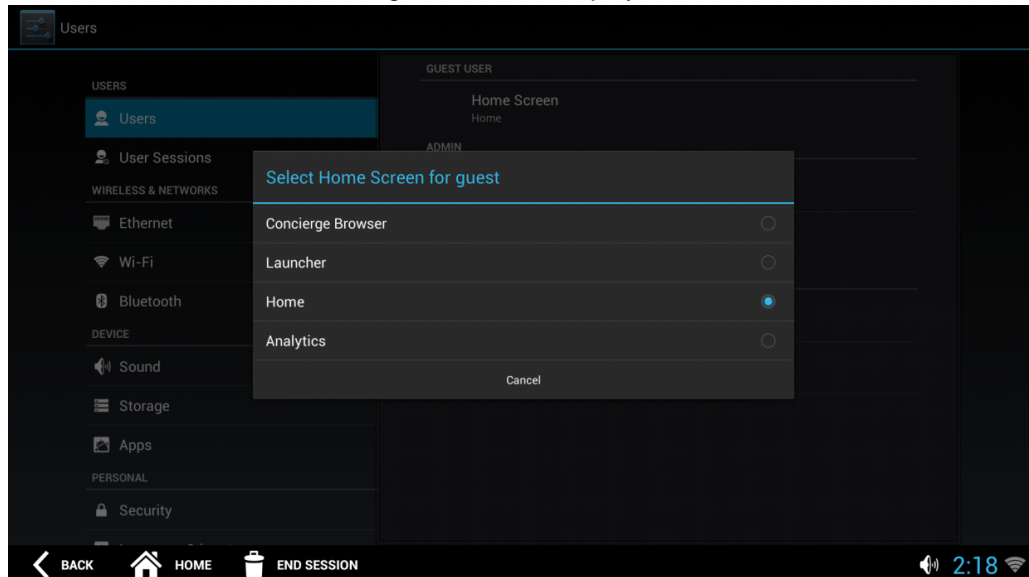 Users
USERS
Users
User Sessions
WIRELESS & NETWORKS
Ethernet
Wi-Fi
Bluetooth
DEVICE
Sound
Storage
Apps
PERSONAL
Security
GUEST USER
Home Screen
Home
ADMIN
Select Home Screen for guest
Concierge Browser
Launcher
Home
Analytics
Cancel
BACK HOME END SESSION 2:18